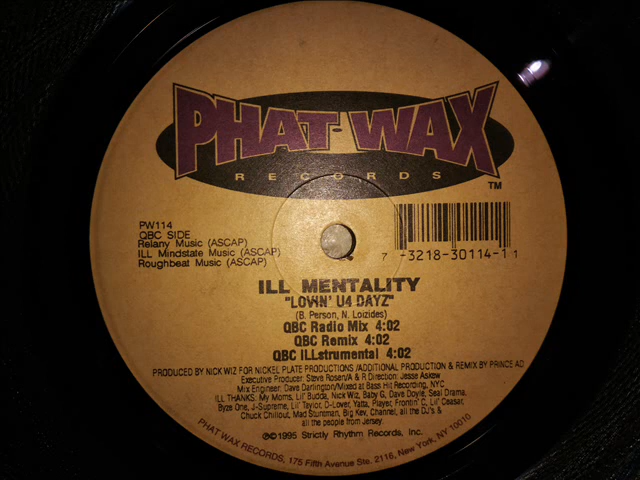 PHAT WAX
RECORDS
TM
PW114
QBC SIDE
Relany Music (ASCAP)
ILL Mindstate Music (ASCAP)
Roughbeat Music (ASCAP)
7 -3218-30114-1 1
ILL MENTALITY
"LOVIN' U4 DAYZ"
(B. Person, N. Loizides)
QBC Radio Mix 4:02
QBC Remix 4:02
QBC ILLstrumental 4:02
PRODUCED BY NICK WIZ FOR NICKEL PLATE PRODUCTIONS /ADDITIONAL PRODUCTION & REMIX BY PRINCE AD
Executive Producer: Steve Rosen/A & R Direction: Jesse Askew
Mix Engineer: Dave Darlington/Mixed at Bass Hit Recording, NYC
ILL THANKS: My Moms, Lil' Budda, Nick Wiz, Baby G, Dave Doyle, Seal Drama,
Byze One, J-Supreme, Lil' Taylor, D-Lover, Yatta, Player, Frontin' C, Lil' Ceasar,
Chuck Chillout, Mad Stuntman, Big Kev, Channel, all the DJ's &
all the people from Jersey.
℗©1995 Strictly Rhythm Records, Inc.
PHAT WAX RECORDS, 175 Fifth Avenue Ste. 2116, New York, NY 10010